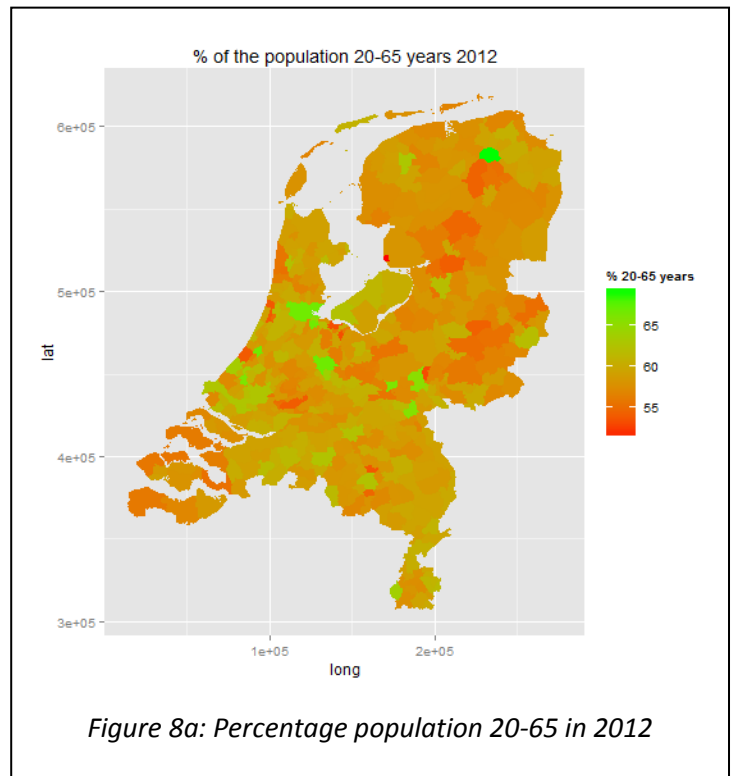 % of the population 20-65 years 2012
6e+05
5e+05
4e+05
3e+05
lat
1e+05
2e+05
long
% 20-65 years
65
60
55
Figure 8a: Percentage population 20-65 in 2012